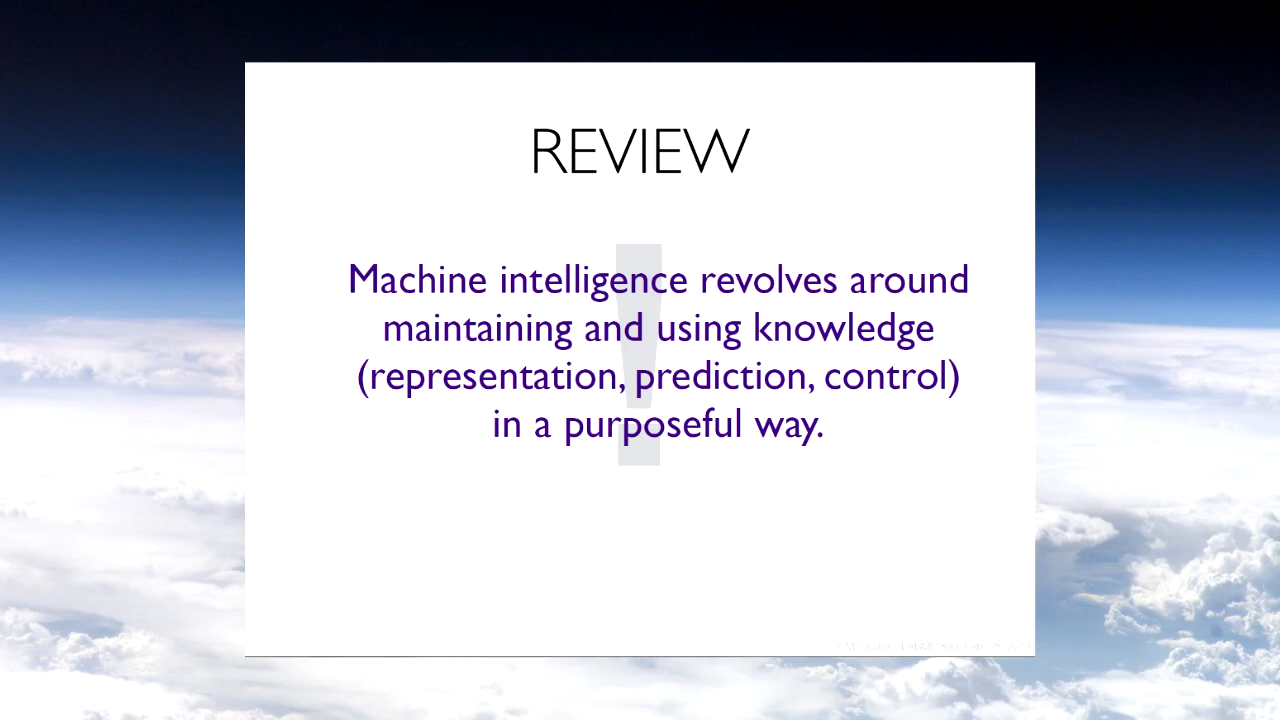 REVIEW
Machine intelligence revolves around
maintaining and using knowledge
(representation, prediction, control)
in a purposeful way.
!